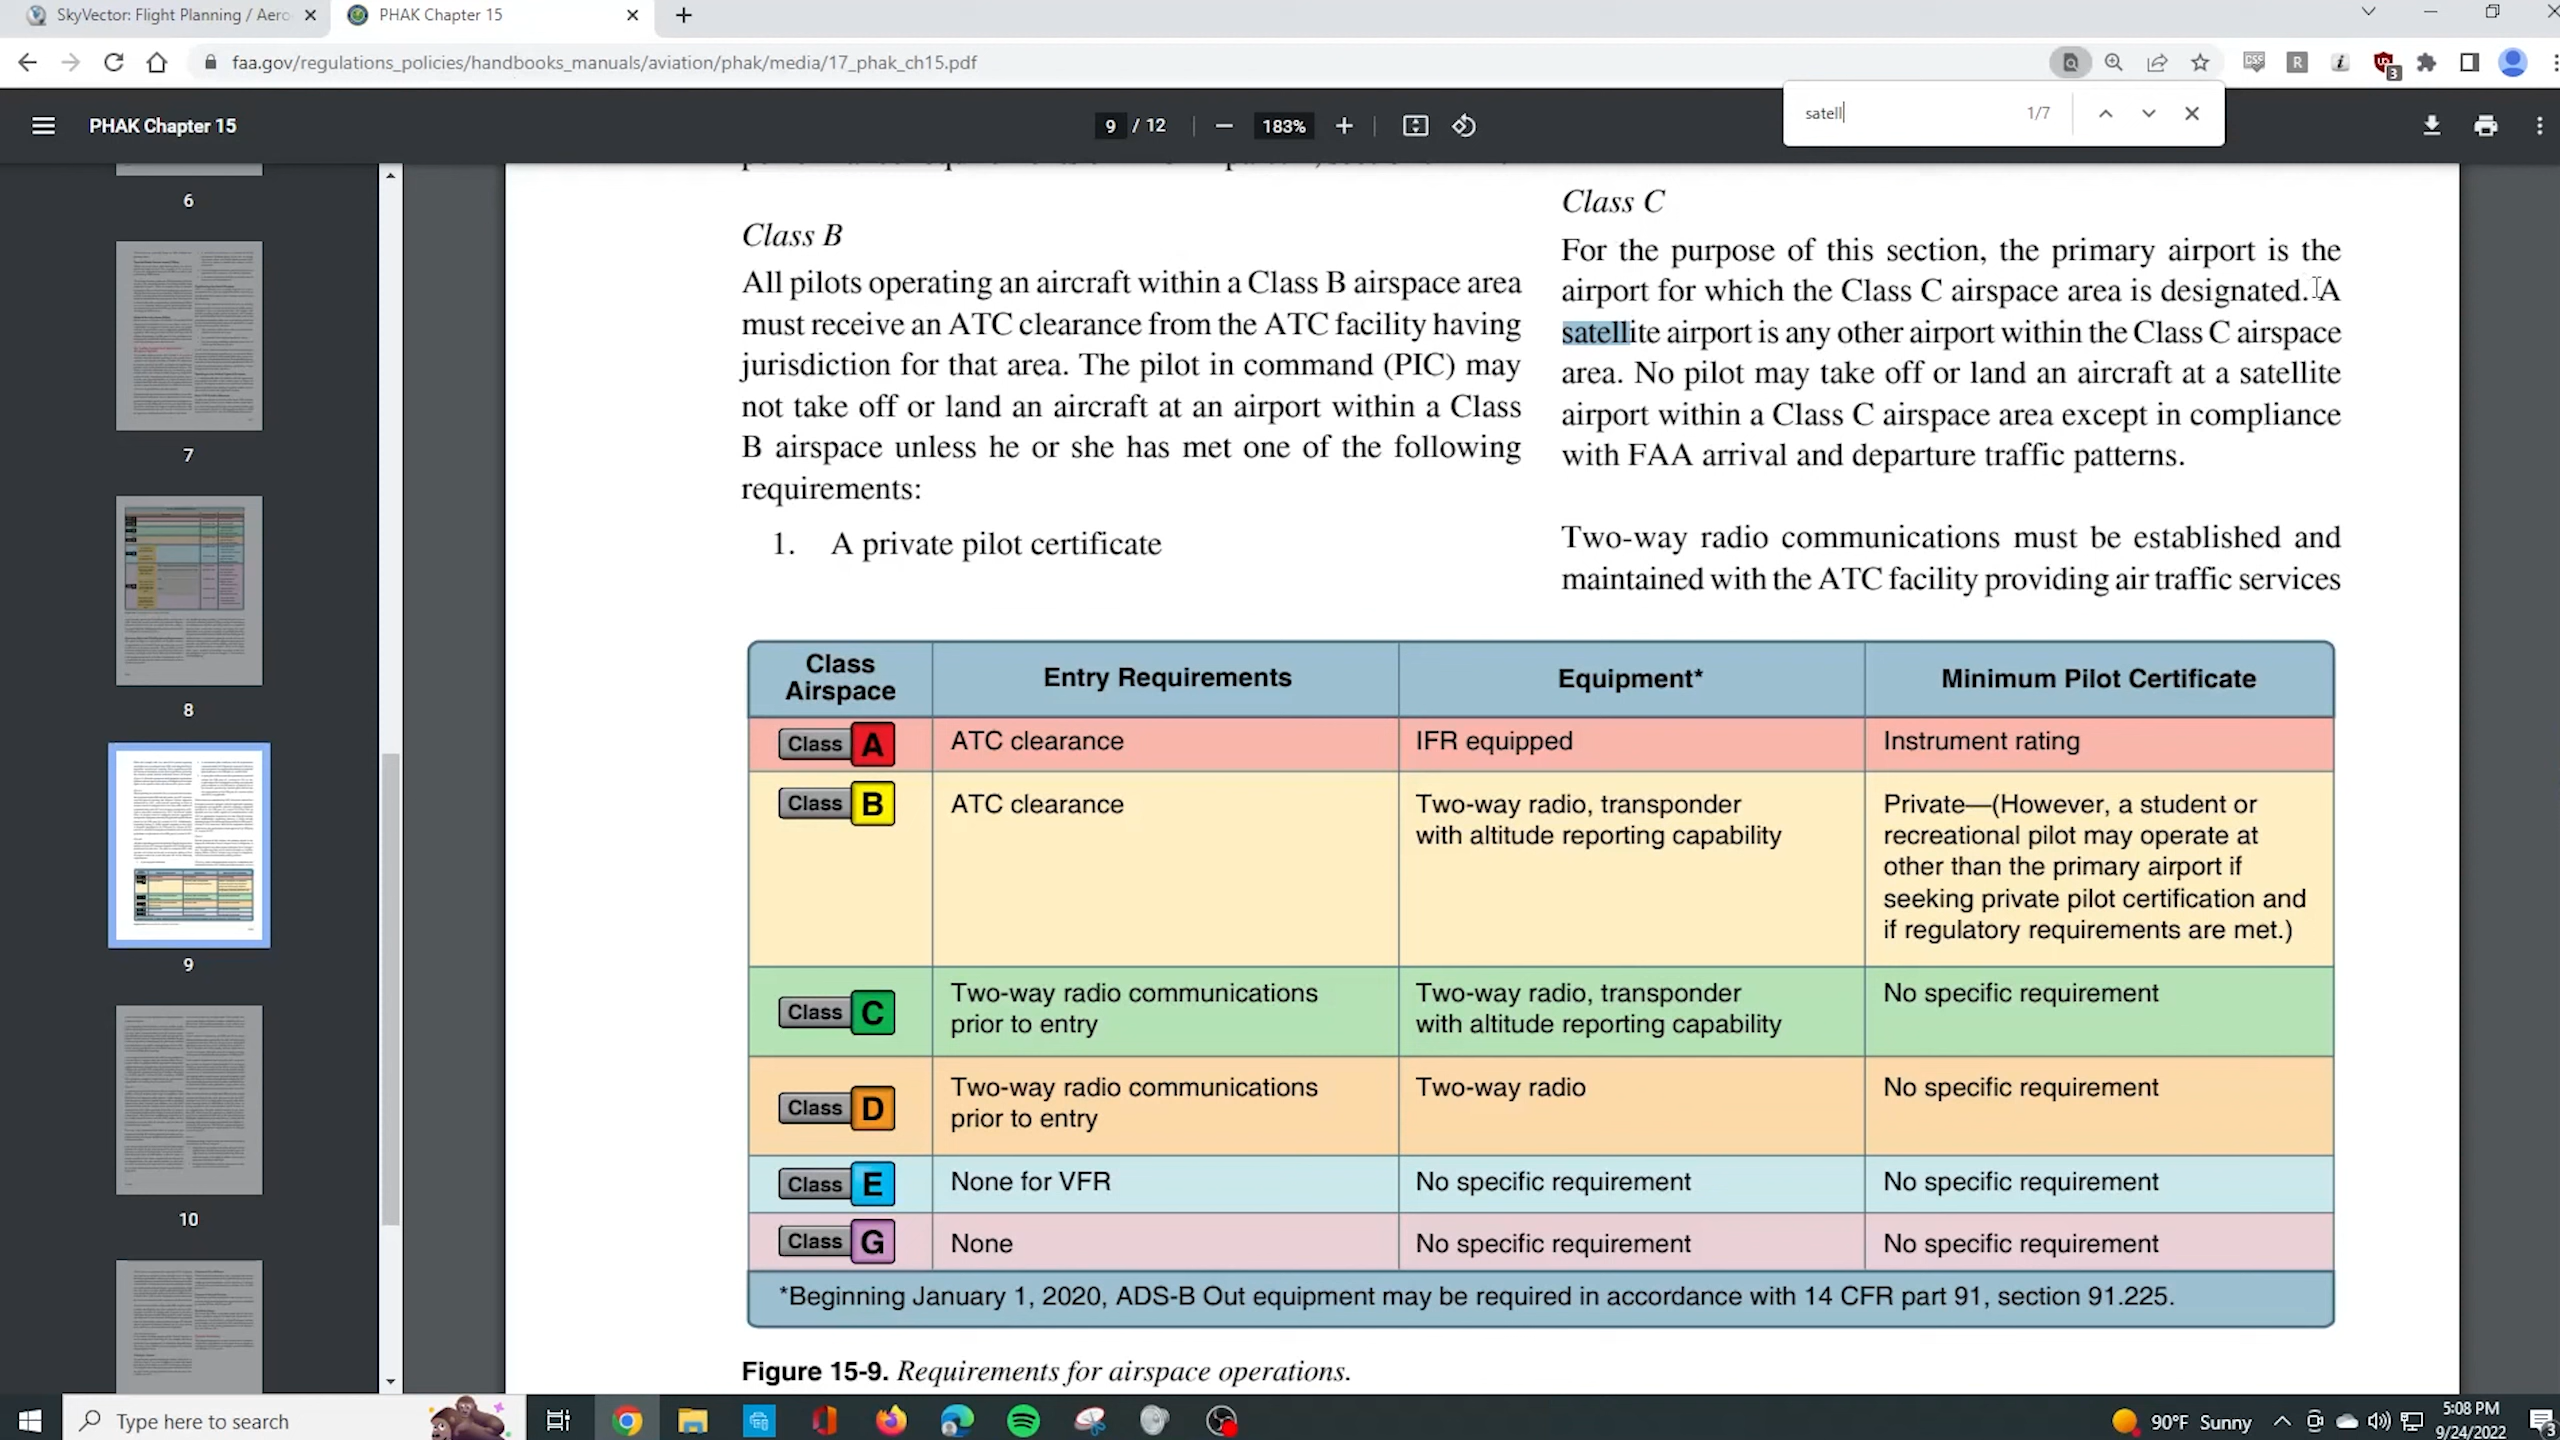 SkyVector: Flight Planning / Aero
PHAK Chapter 15
faa.gov/regulations_policies/handbooks_manuals/aviation/phak/media/17_phak_ch15.pdf
3
satell
1/7
PHAK Chapter 15
9 / 12
183%
6
7
8
9
10
Class B
All pilots operating an aircraft within a Class B airspace area
must receive an ATC clearance from the ATC facility having
jurisdiction for that area. The pilot in command (PIC) may
not take off or land an aircraft at an airport within a Class
B airspace unless he or she has met one of the following
requirements:
1. A private pilot certificate
Class C
For the purpose of this section, the primary airport is the
airport for which the Class C airspace area is designated. A
satellite airport is any other airport within the Class C airspace
area. No pilot may take off or land an aircraft at a satellite
airport within a Class C airspace area except in compliance
with FAA arrival and departure traffic patterns.
Two-way radio communications must be established and
maintained with the ATC facility providing air traffic services
Class
Airspace
Entry Requirements
Equipment*
Minimum Pilot Certificate
Class A
ATC clearance
IFR equipped
Instrument rating
Class B
ATC clearance
Two-way radio, transponder
with altitude reporting capability
Private—(However, a student or
recreational pilot may operate at
other than the primary airport if
seeking private pilot certification and
if regulatory requirements are met.)
Class C
Two-way radio communications
prior to entry
Two-way radio, transponder
with altitude reporting capability
No specific requirement
Class D
Two-way radio communications
prior to entry
Two-way radio
No specific requirement
Class E
None for VFR
No specific requirement
No specific requirement
Class G
None
No specific requirement
No specific requirement
*Beginning January 1, 2020, ADS-B Out equipment may be required in accordance with 14 CFR part 91, section 91.225.
Figure 15-9. Requirements for airspace operations.
Type here to search
90°F Sunny
5:08 PM
9/24/2022
3